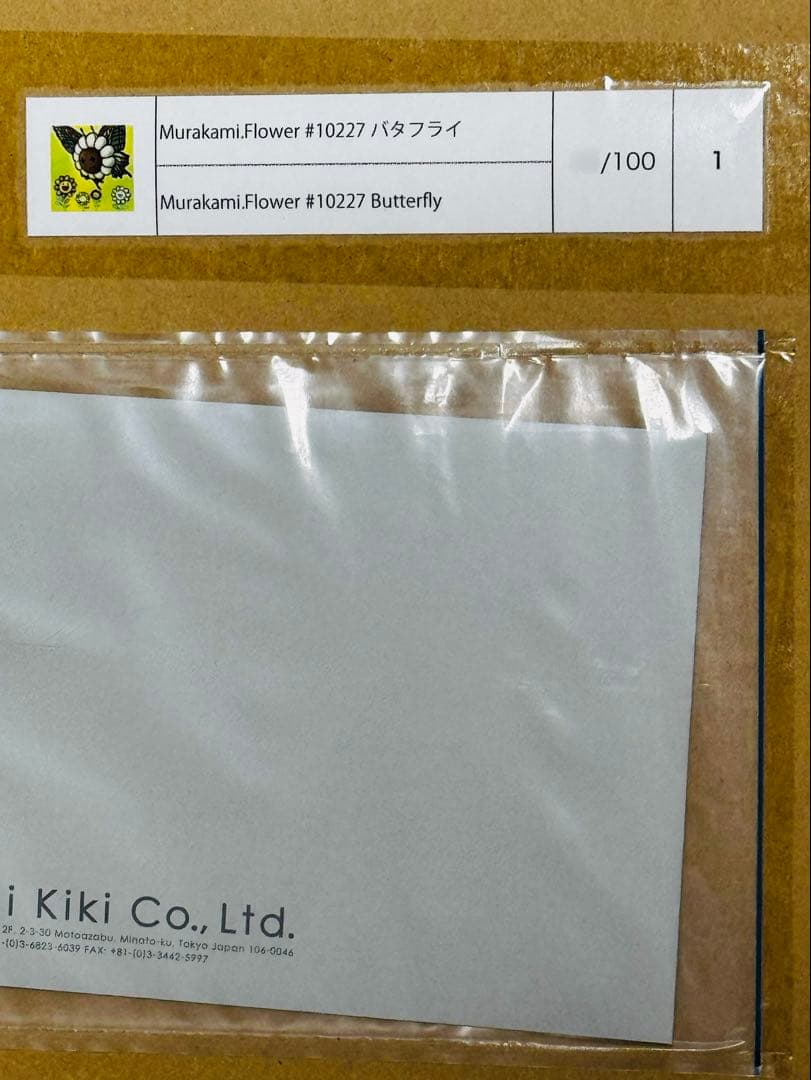 Murakami.Flower #10227 バタフライ
Murakami.Flower #10227 Butterfly
/100
1
i Kiki Co., Ltd.
2F, 2-3-30 Motoazabu, Minato-ku, Tokyo Japan 106-0046
-(0)3-6823-6039 FAX: +81-(0)3-3442-5997